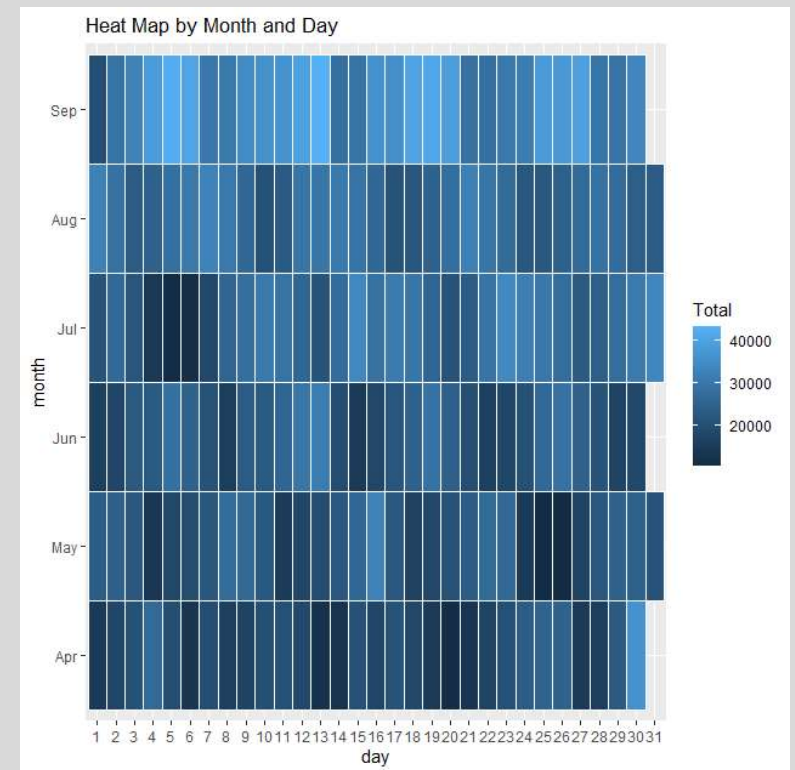 Heat Map by Month and Day
Sep
Aug
Jul
Jun
May
Apr
month
1 2 3 4 5 6 7 8 9 10 11 12 13 14 15 16 17 18 19 20 21 22 23 24 25 26 27 28 29 30 31
day
Total
40000
30000
20000